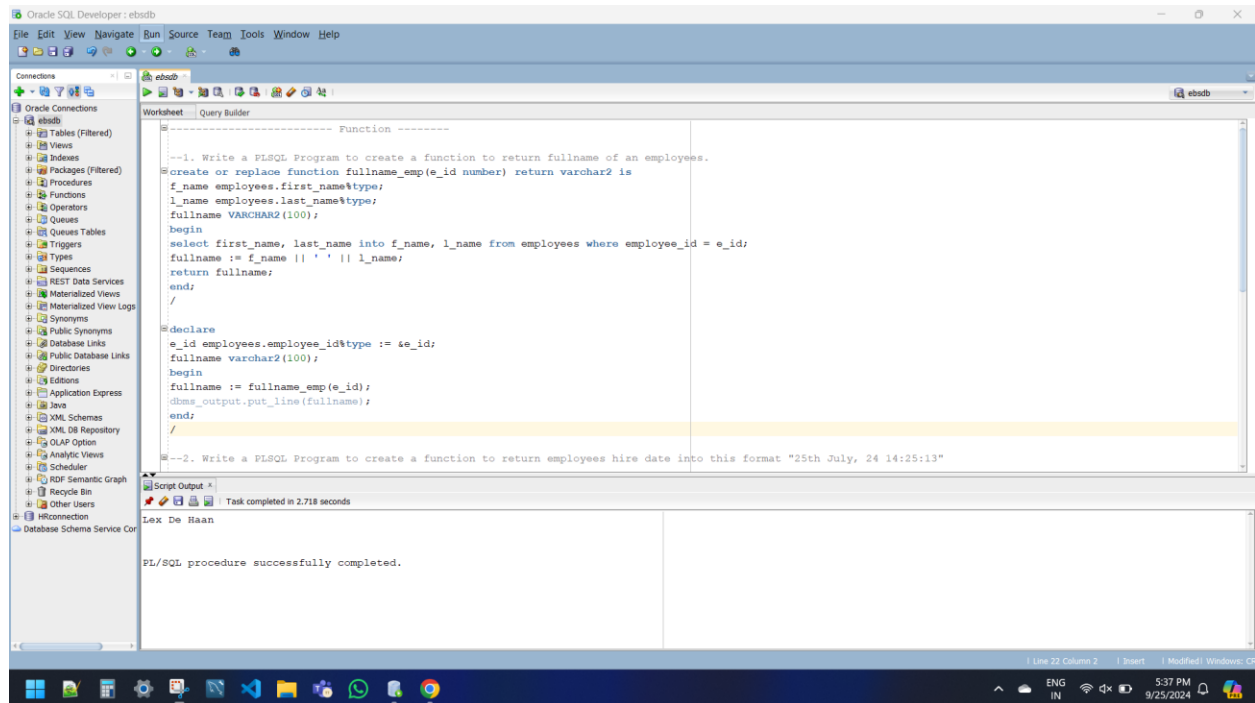 Oracle SQL Developer : ebsdb
File Edit View Navigate Run Source Team Tools Window Help
Connections
ebsdb
ebsdb
Oracle Connections
ebsdb
Tables (Filtered)
Views
Indexes
Packages (Filtered)
Procedures
Functions
Operators
Queues
Queues Tables
Triggers
Types
Sequences
REST Data Services
Materialized Views
Materialized View Logs
Synonyms
Public Synonyms
Database Links
Public Database Links
Directories
Editions
Application Express
Java
XML Schemas
XML DB Repository
OLAP Option
Analytic Views
Scheduler
RDF Semantic Graph
Recycle Bin
Other Users
HRconnection
Database Schema Service Cor
Worksheet Query Builder
------------------------- Function --------
--1. Write a PLSQL Program to create a function to return fullname of an employees.
create or replace function fullname_emp(e_id number) return varchar2 is
f_name employees.first_name%type;
l_name employees.last_name%type;
fullname VARCHAR2(100);
begin
select first_name, last_name into f_name, l_name from employees where employee_id = e_id;
fullname := f_name || ' ' || l_name;
return fullname;
end;
/
declare
e_id employees.employee_id%type := &e_id;
fullname varchar2(100);
begin
fullname := fullname_emp(e_id);
dbms_output.put_line(fullname);
end;
/
--2. Write a PLSQL Program to create a function to return employees hire date into this format "25th July, 24 14:25:13"
Script Output
Task completed in 2.718 seconds
Lex De Haan
PL/SQL procedure successfully completed.
Line 22 Column 2 Insert Modified Windows: CR
ENG
IN
5:37 PM
9/25/2024